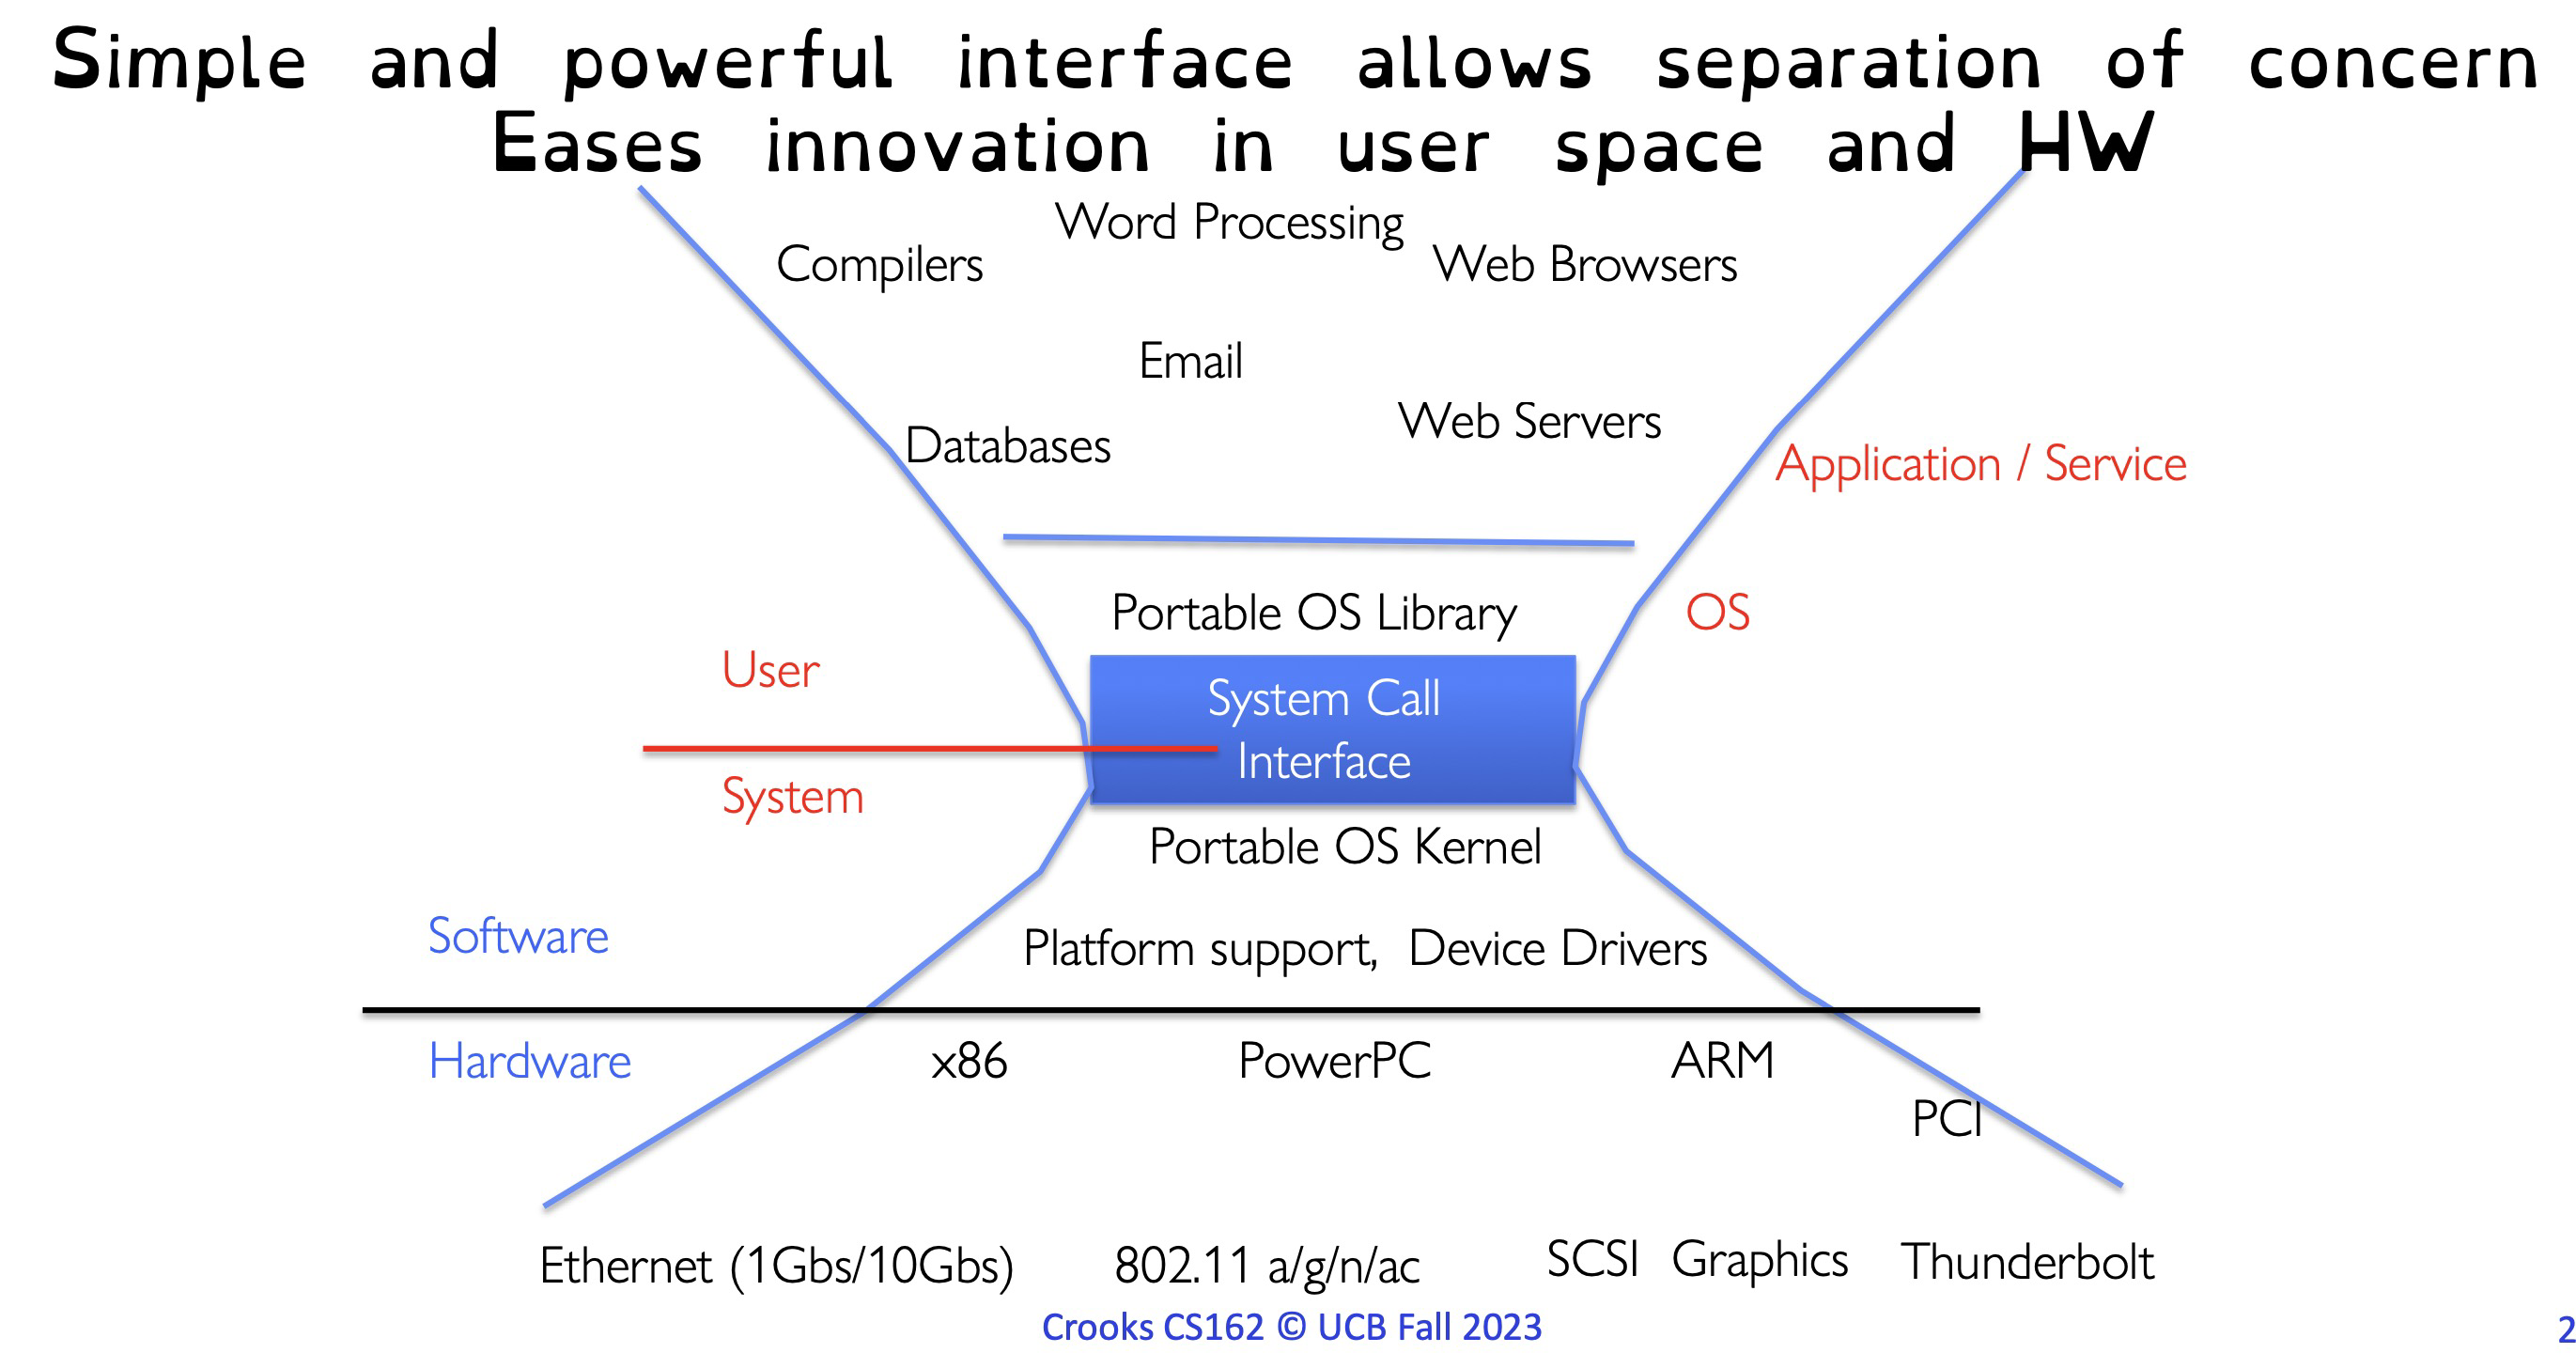 Simple and powerful interface allows separation of concern
Eases innovation in user space and HW
Word Processing
Compilers
Web Browsers
Email
Web Servers
Databases
Application / Service
Portable OS Library
OS
User
System Call
Interface
System
Portable OS Kernel
Software
Platform support, Device Drivers
Hardware
x86
PowerPC
ARM
PCI
Ethernet (1Gbs/10Gbs)
802.11 a/g/n/ac
SCSI
Graphics
Thunderbolt
Crooks CS162 © UCB Fall 2023
2